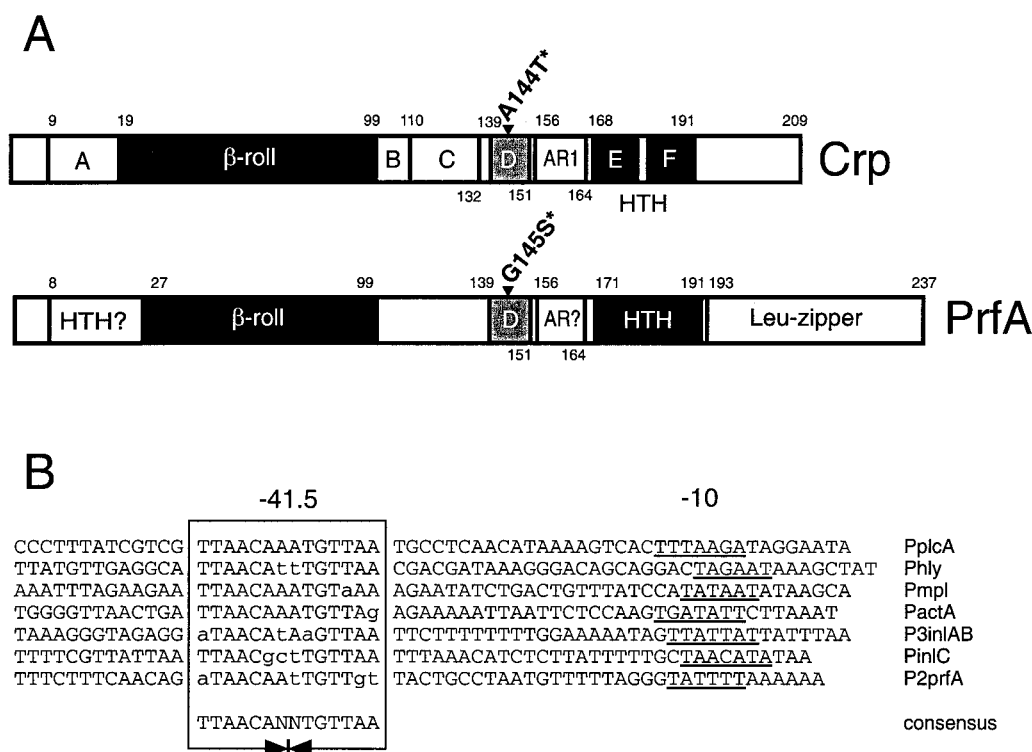 A
A144T*
9 19 99 110 139 156 168 191 209
A β-roll B C D AR1 E F Crp
132 151 164 HTH
G145S*
8 27 99 139 156 171 191 193 237
HTH? β-roll D AR? HTH Leu-zipper PrfA
151 164
B
-41.5 -10
CCCTTTATCGTCG TTAACAAATGTTAA TGCCTCAACATAAAAGTCACTTTAAGATAGGAATA PplcA
TTATGTTGAGGCA TTAACAttTGTTAA CGACGATAAAGGGACAGCAGGACTAGAATAAAGCTAT Phly
AAATTTAGAAGAA TTAACAAATGTaAA AGAATATCTGACTGTTTATCCATATAATATAAGCA Pmpl
TGGGGTTAACTGA TTAACAAATGTTAg AGAAAAATTAATTCTCCAAGTGATATTCTTAAAT PactA
TAAAGGGTAGAGG aTAACAtAaGTTAA TTCTTTTTTTTGGAAAAATAGTTATTATTATTTAA P3inlAB
TTTTCGTTATTAA TTAACgctTGTTAA TTTAAACATCTCTTATTTTTGCTAACATATAA PinlC
TTTCTTTCAACAG aTAACAAtTGTTgt TACTGCCTAATGTTTTTAGGGTATTTTAAAAAA P2prfA
TTAACANNTGTTAA consensus